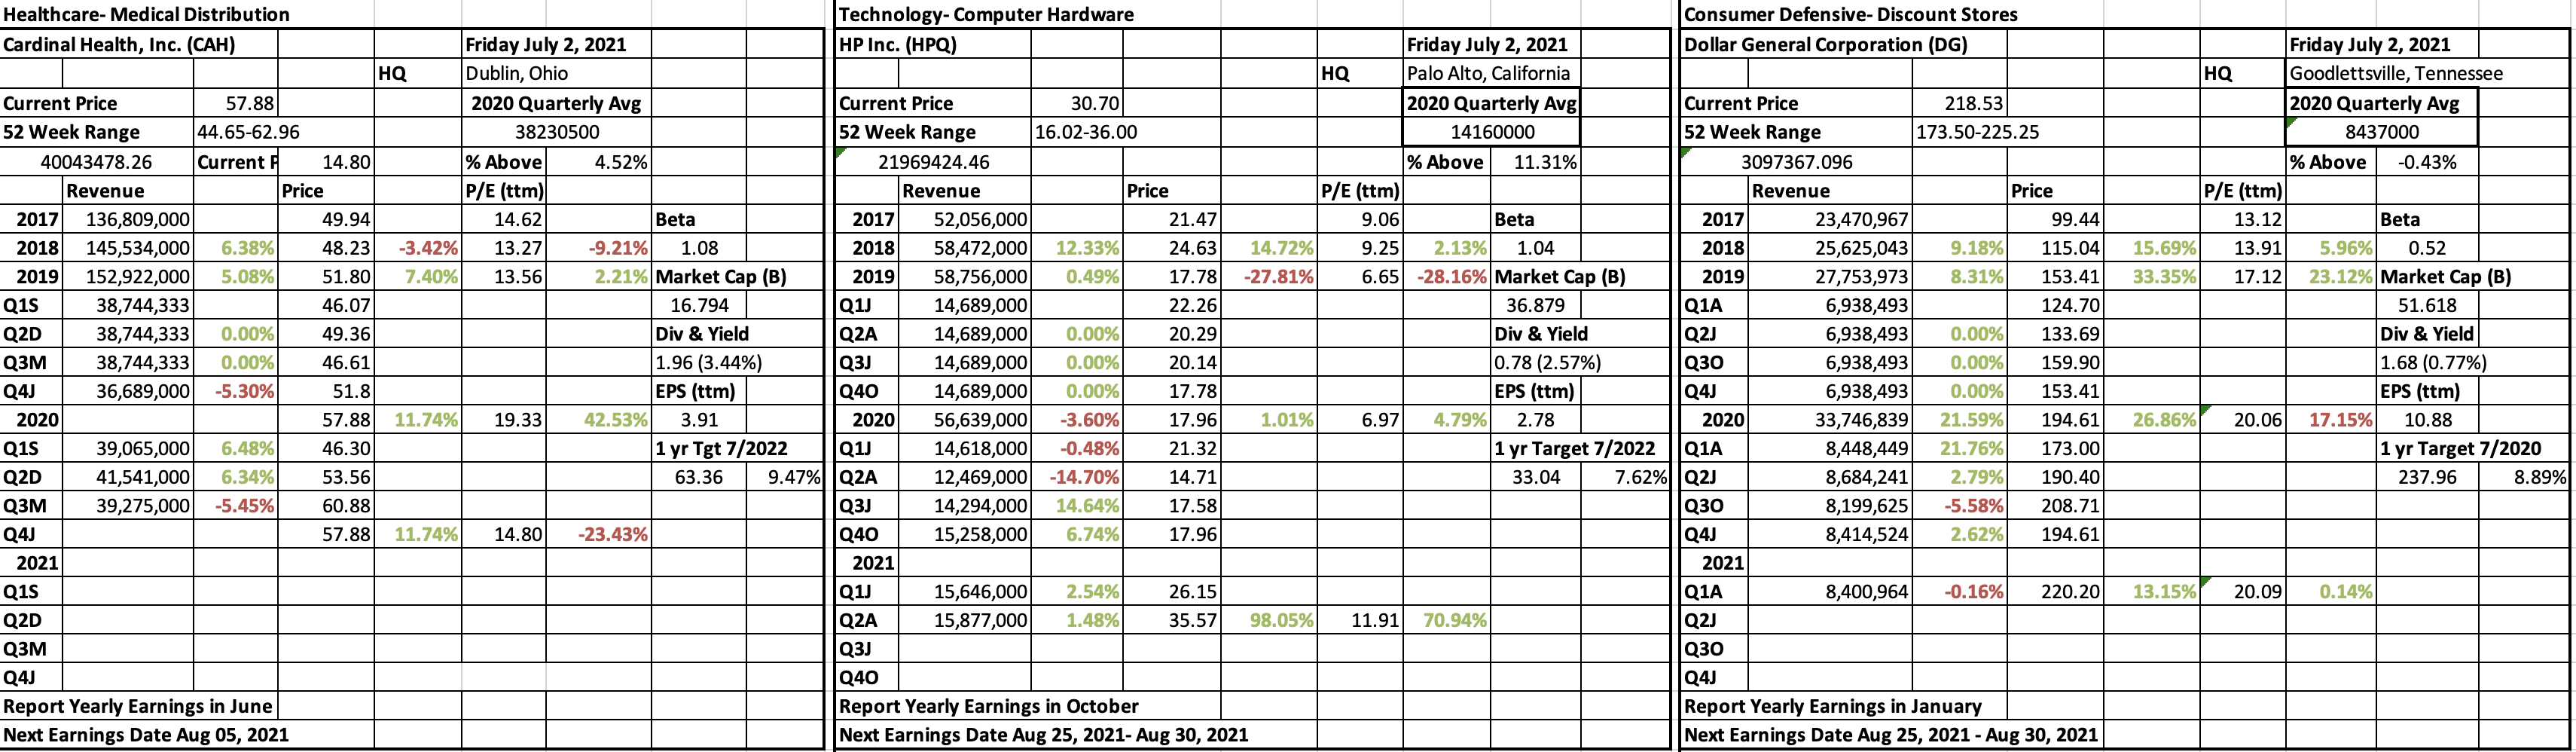 Healthcare- Medical Distribution
Cardinal Health, Inc. (CAH) Friday July 2, 2021
HQ Dublin, Ohio
Current Price 57.88 2020 Quarterly Avg
52 Week Range 44.65-62.96 38230500
40043478.26 Current P 14.80 % Above 4.52%
Revenue Price P/E (ttm)
2017 136,809,000 49.94 14.62 Beta
2018 145,534,000 6.38% 48.23 -3.42% 13.27 -9.21% 1.08
2019 152,922,000 5.08% 51.80 7.40% 13.56 2.21% Market Cap (B)
Q1S 38,744,333 46.07 16.794
Q2D 38,744,333 0.00% 49.36 Div & Yield
Q3M 38,744,333 0.00% 46.61 1.96 (3.44%)
Q4J 36,689,000 -5.30% 51.8 EPS (ttm)
2020 57.88 11.74% 19.33 42.53% 3.91
Q1S 39,065,000 6.48% 46.30 1 yr Tgt 7/2022
Q2D 41,541,000 6.34% 53.56 63.36 9.47%
Q3M 39,275,000 -5.45% 60.88
Q4J 57.88 11.74% 14.80 -23.43%
2021
Q1S
Q2D
Q3M
Q4J
Report Yearly Earnings in June
Next Earnings Date Aug 05, 2021
Technology- Computer Hardware
HP Inc. (HPQ) Friday July 2, 2021
HQ Palo Alto, California
Current Price 30.70 2020 Quarterly Avg
52 Week Range 16.02-36.00 14160000
21969424.46 % Above 11.31%
Revenue Price P/E (ttm)
2017 52,056,000 21.47 9.06 Beta
2018 58,472,000 12.33% 24.63 14.72% 9.25 2.13% 1.04
2019 58,756,000 0.49% 17.78 -27.81% 6.65 -28.16% Market Cap (B)
Q1J 14,689,000 22.26 36.879
Q2A 14,689,000 0.00% 20.29 Div & Yield
Q3J 14,689,000 0.00% 20.14 0.78 (2.57%)
Q4O 14,689,000 0.00% 17.78 EPS (ttm)
2020 56,639,000 -3.60% 17.96 1.01% 6.97 4.79% 2.78
Q1J 14,618,000 -0.48% 21.32 1 yr Target 7/2022
Q2A 12,469,000 -14.70% 14.71 33.04 7.62%
Q3J 14,294,000 14.64% 17.58
Q4O 15,258,000 6.74% 17.96
2021
Q1J 15,646,000 2.54% 26.15
Q2A 15,877,000 1.48% 35.57 98.05% 11.91 70.94%
Q3J
Q4O
Report Yearly Earnings in October
Next Earnings Date Aug 25, 2021- Aug 30, 2021
Consumer Defensive- Discount Stores
Dollar General Corporation (DG) Friday July 2, 2021
HQ Goodlettsville, Tennessee
Current Price 218.53 2020 Quarterly Avg
52 Week Range 173.50-225.25 8437000
3097367.096 % Above -0.43%
Revenue Price P/E (ttm)
2017 23,470,967 99.44 13.12 Beta
2018 25,625,043 9.18% 115.04 15.69% 13.91 5.96% 0.52
2019 27,753,973 8.31% 153.41 33.35% 17.12 23.12% Market Cap (B)
Q1A 6,938,493 124.70 51.618
Q2J 6,938,493 0.00% 133.69 Div & Yield
Q3O 6,938,493 0.00% 159.90 1.68 (0.77%)
Q4J 6,938,493 0.00% 153.41 EPS (ttm)
2020 33,746,839 21.59% 194.61 26.86% 20.06 17.15% 10.88
Q1A 8,448,449 21.76% 173.00 1 yr Target 7/2020
Q2J 8,684,241 2.79% 190.40 237.96 8.89%
Q3O 8,199,625 -5.58% 208.71
Q4J 8,414,524 2.62% 194.61
2021
Q1A 8,400,964 -0.16% 220.20 13.15% 20.09 0.14%
Q2J
Q3O
Q4J
Report Yearly Earnings in January
Next Earnings Date Aug 25, 2021 - Aug 30, 2021